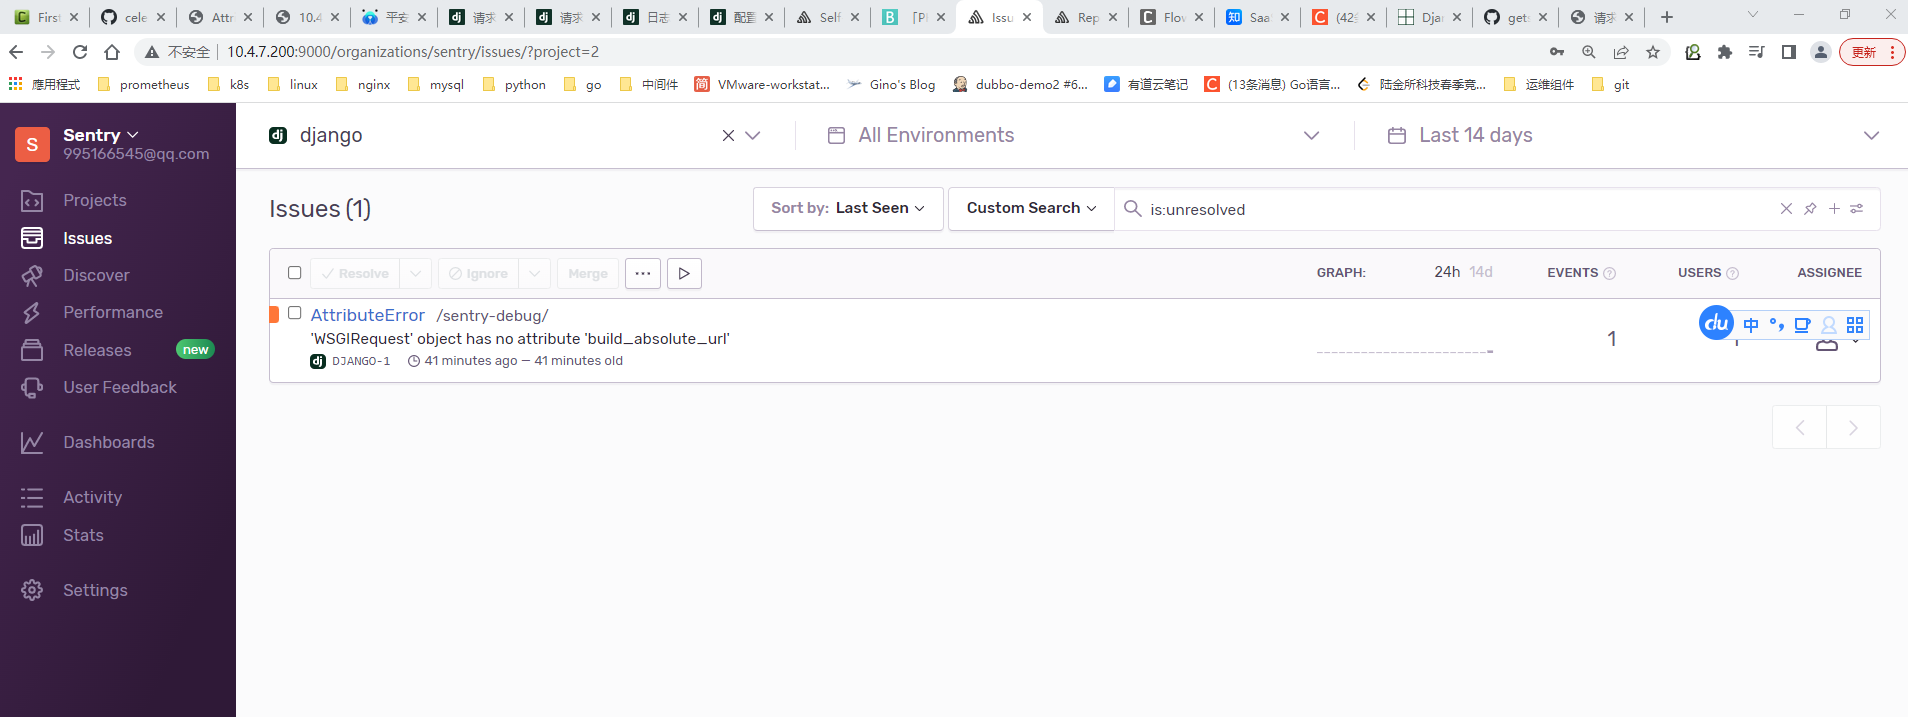 First
cele
Attr
10.4
平安
请求
请求
日志
配置
Self
「Pl
Issu
Rep
Flow
Saa
(42
Djar
get
请求
不安全 10.4.7.200:9000/organizations/sentry/issues/?project=2
更新
應用程式 prometheus k8s linux nginx mysql python go 中间件 VMware-workstat... Gino's Blog dubbo-demo2 #6... 有道云笔记 (13条消息) Go语言... 陆金所科技春季竞... 运维组件 git
S
Sentry
995166545@qq.com
Projects
Issues
Discover
Performance
Releases new
User Feedback
Dashboards
Activity
Stats
Settings
dj django
All Environments
Last 14 days
Issues (1)
Sort by: Last Seen
Custom Search
is:unresolved
Resolve
Ignore
Merge
GRAPH: 24h 14d
EVENTS
USERS
ASSIGNEE
AttributeError /sentry-debug/
'WSGIRequest' object has no attribute 'build_absolute_url'
dj DJANGO-1 41 minutes ago — 41 minutes old
1
du 中